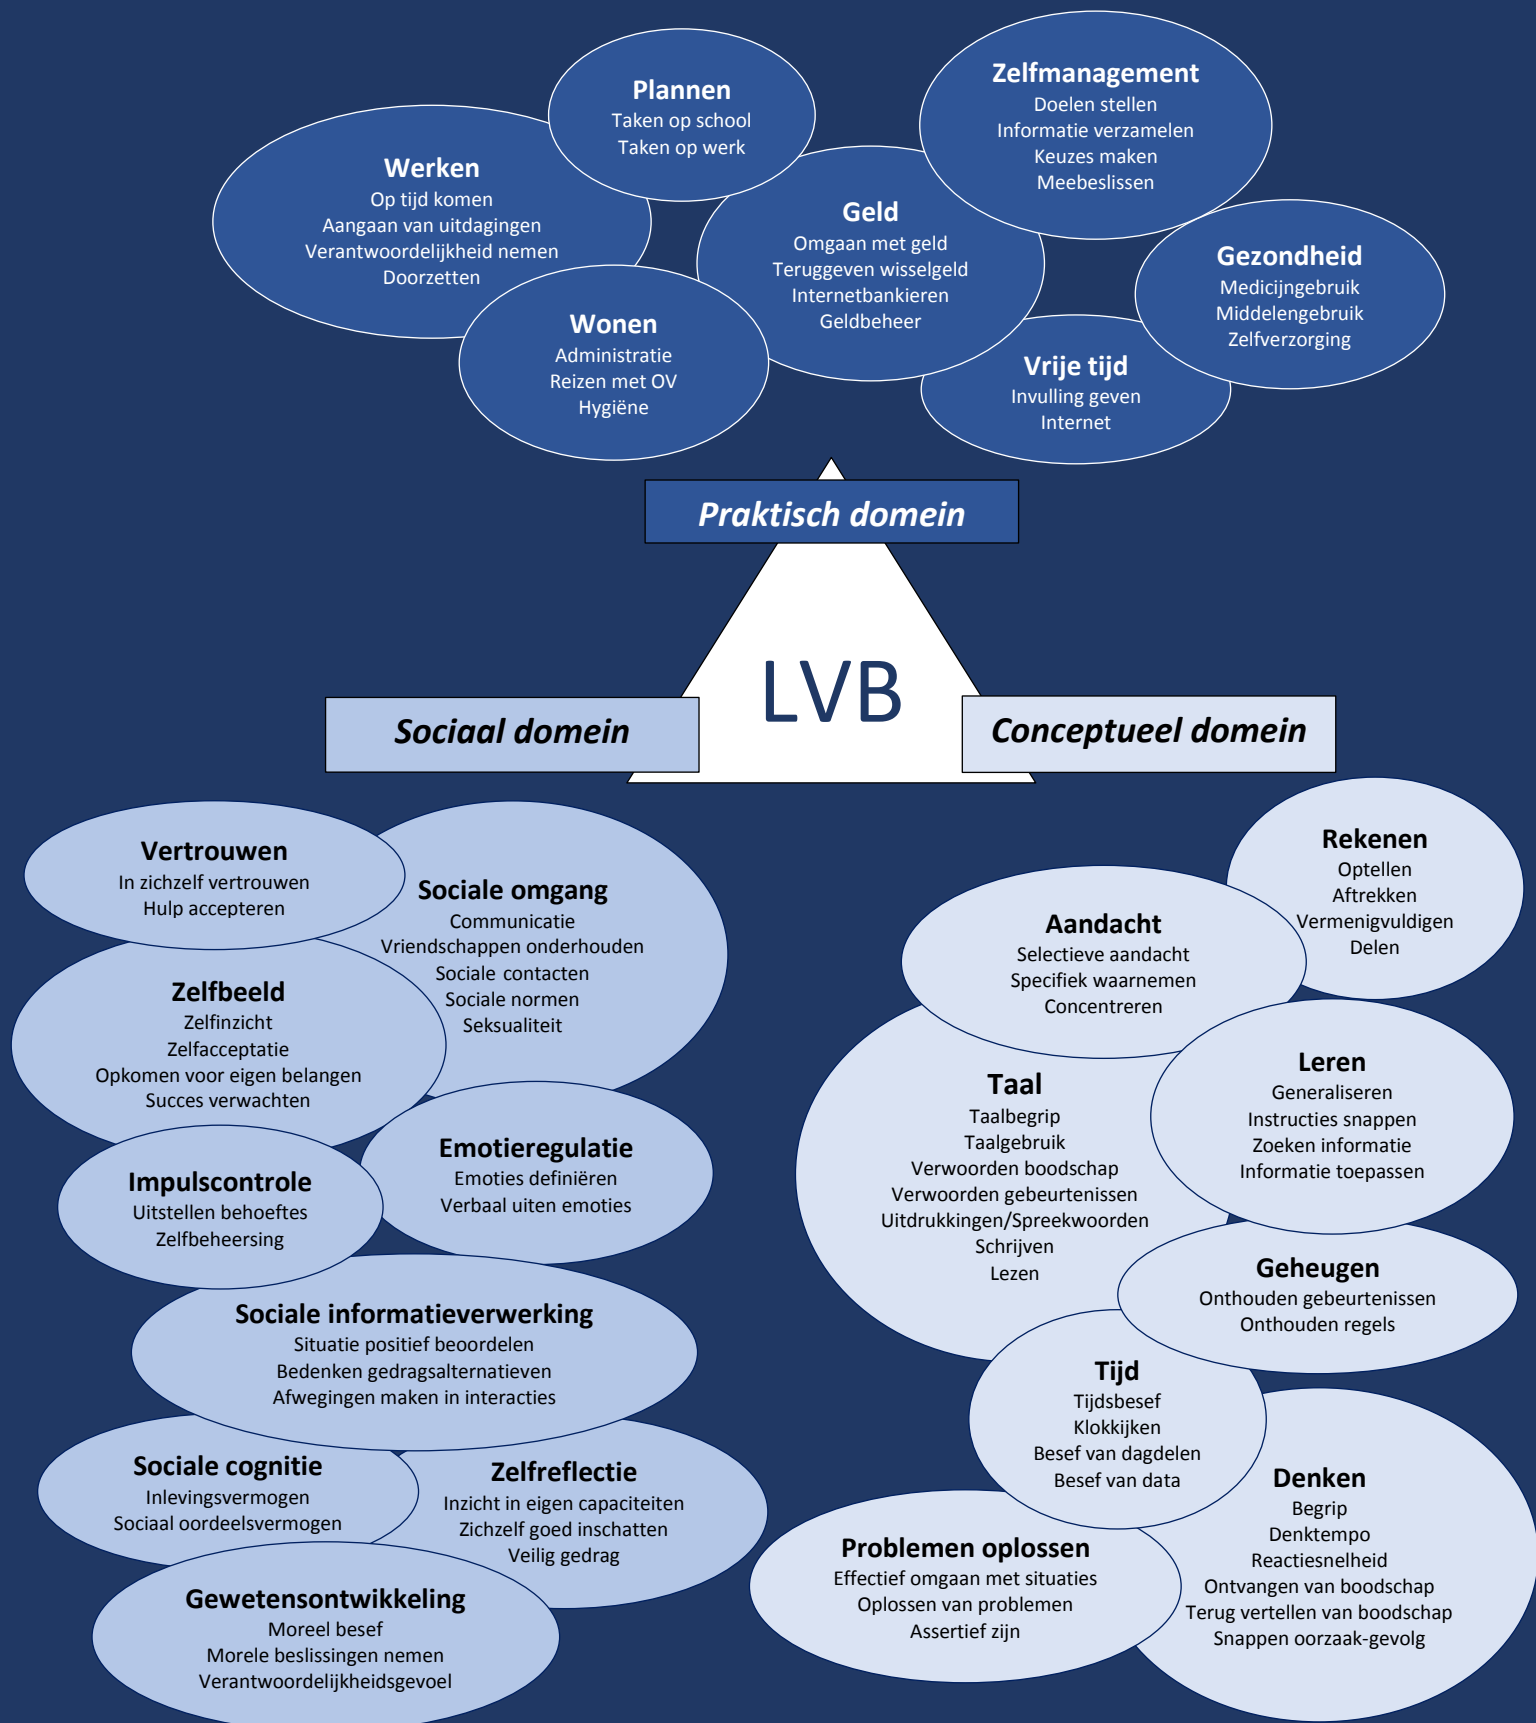 Plannen
Taken op school
Taken op werk
Zelfmanagement
Doelen stellen
Informatie verzamelen
Keuzes maken
Meebeslissen
Werken
Op tijd komen
Aangaan van uitdagingen
Verantwoordelijkheid nemen
Doorzetten
Geld
Omgaan met geld
Teruggeven wisselgeld
Internetbankieren
Geldbeheer
Gezondheid
Medicijngebruik
Middelengebruik
Zelfverzorging
Wonen
Administratie
Reizen met OV
Hygiëne
Vrije tijd
Invulling geven
Internet
Praktisch domein
LVB
Sociaal domein
Conceptueel domein
Vertrouwen
In zichzelf vertrouwen
Hulp accepteren
Sociale omgang
Communicatie
Vriendschappen onderhouden
Sociale contacten
Sociale normen
Seksualiteit
Zelfbeeld
Zelfinzicht
Zelfacceptatie
Opkomen voor eigen belangen
Succes verwachten
Emotieregulatie
Emoties definiëren
Verbaal uiten emoties
Impulscontrole
Uitstellen behoeftes
Zelfbeheersing
Sociale informatieverwerking
Situatie positief beoordelen
Bedenken gedragsalternatieven
Afwegingen maken in interacties
Sociale cognitie
Inlevingsvermogen
Sociaal oordeelsvermogen
Zelfreflectie
Inzicht in eigen capaciteiten
Zichzelf goed inschatten
Veilig gedrag
Gewetensontwikkeling
Moreel besef
Morele beslissingen nemen
Verantwoordelijkheidsgevoel
Rekenen
Optellen
Aftrekken
Vermenigvuldigen
Delen
Aandacht
Selectieve aandacht
Specifiek waarnemen
Concentreren
Leren
Generaliseren
Instructies snappen
Zoeken informatie
Informatie toepassen
Taal
Taalbegrip
Taalgebruik
Verwoorden boodschap
Verwoorden gebeurtenissen
Uitdrukkingen/Spreekwoorden
Schrijven
Lezen
Geheugen
Onthouden gebeurtenissen
Onthouden regels
Tijd
Tijdsbesef
Klokkijken
Besef van dagdelen
Besef van data
Denken
Begrip
Denktempo
Reactiesnelheid
Ontvangen van boodschap
Terug vertellen van boodschap
Snappen oorzaak-gevolg
Problemen oplossen
Effectief omgaan met situaties
Oplossen van problemen
Assertief zijn